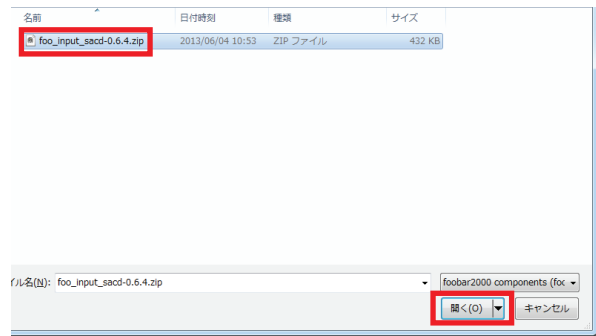 名前 日付時刻 種類 サイズ
foo_input_sacd-0.6.4.zip 2013/06/04 10:53 ZIP ファイル 432 KB
イル名(N): foo_input_sacd-0.6.4.zip foobar2000 components (foc
開く(O) キャンセル